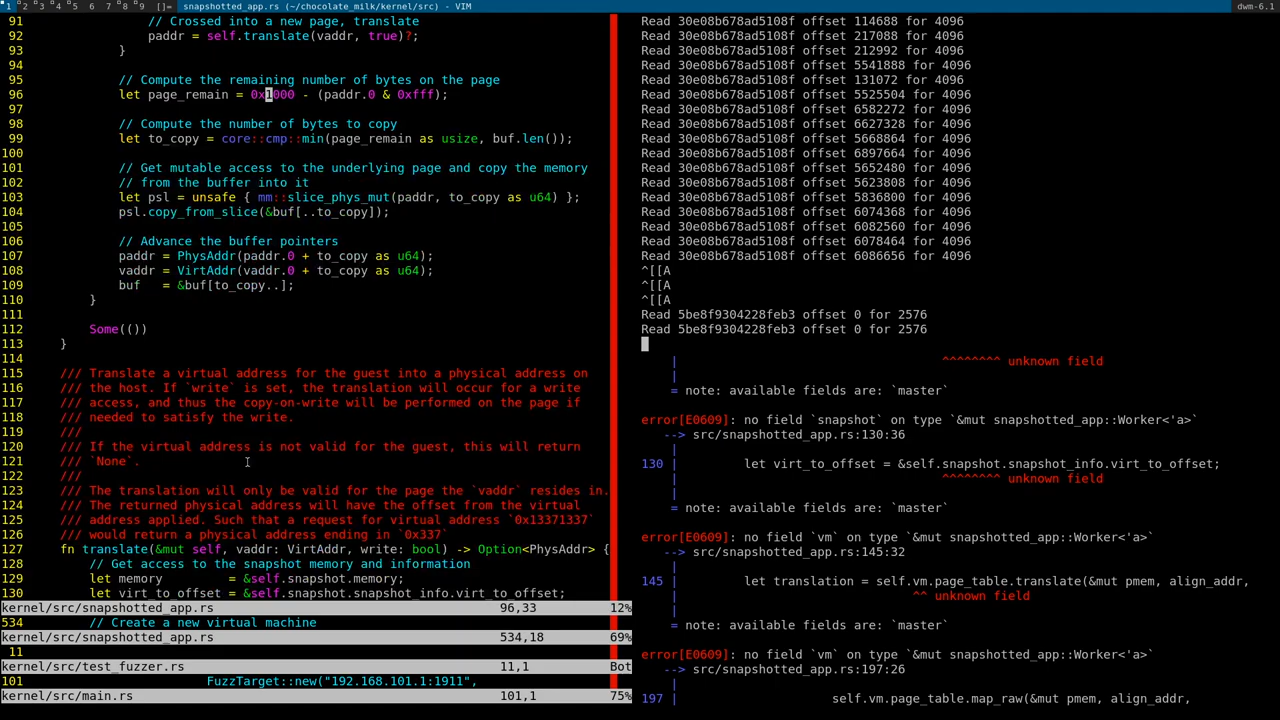 1 2 3 4 5 6 7 8 9 []= snapshotted_app.rs (~/chocolate_milk/kernel/src) - VIM dwm-6.1
91 // Crossed into a new page, translate
92 paddr = self.translate(vaddr, true)?;
93 }
94
95 // Compute the remaining number of bytes on the page
96 let page_remain = 0x1000 - (paddr.0 & 0xfff);
97
98 // Compute the number of bytes to copy
99 let to_copy = core::cmp::min(page_remain as usize, buf.len());
100
101 // Get mutable access to the underlying page and copy the memory
102 // from the buffer into it
103 let psl = unsafe { mm::slice_phys_mut(paddr, to_copy as u64) };
104 psl.copy_from_slice(&buf[..to_copy]);
105
106 // Advance the buffer pointers
107 paddr = PhysAddr(paddr.0 + to_copy as u64);
108 vaddr = VirtAddr(vaddr.0 + to_copy as u64);
109 buf = &buf[to_copy..];
110 }
111
112 Some(())
113 }
114
115 /// Translate a virtual address for the guest into a physical address on
116 /// the host. If `write` is set, the translation will occur for a write
117 /// access, and thus the copy-on-write will be performed on the page if
118 /// needed to satisfy the write.
119 ///
120 /// If the virtual address is not valid for the guest, this will return
121 /// `None`.
122 ///
123 /// The translation will only be valid for the page the `vaddr` resides in.
124 /// The returned physical address will have the offset from the virtual
125 /// address applied. Such that a request for virtual address `0x13371337`
126 /// would return a physical address ending in `0x337`
127 fn translate(&mut self, vaddr: VirtAddr, write: bool) -> Option<PhysAddr> {
128 // Get access to the snapshot memory and information
129 let memory = &self.snapshot.memory;
130 let virt_to_offset = &self.snapshot.snapshot_info.virt_to_offset;
kernel/src/snapshotted_app.rs 96,33 12%
534 // Create a new virtual machine
kernel/src/snapshotted_app.rs 534,18 69%
11
kernel/src/test_fuzzer.rs 11,1 Bot
101 FuzzTarget::new("192.168.101.1:1911",
kernel/src/main.rs 101,1 75%
Read 30e08b678ad5108f offset 114688 for 4096
Read 30e08b678ad5108f offset 217088 for 4096
Read 30e08b678ad5108f offset 212992 for 4096
Read 30e08b678ad5108f offset 5541888 for 4096
Read 30e08b678ad5108f offset 131072 for 4096
Read 30e08b678ad5108f offset 5525504 for 4096
Read 30e08b678ad5108f offset 6582272 for 4096
Read 30e08b678ad5108f offset 6627328 for 4096
Read 30e08b678ad5108f offset 5668864 for 4096
Read 30e08b678ad5108f offset 6897664 for 4096
Read 30e08b678ad5108f offset 5652480 for 4096
Read 30e08b678ad5108f offset 5623808 for 4096
Read 30e08b678ad5108f offset 5836800 for 4096
Read 30e08b678ad5108f offset 6074368 for 4096
Read 30e08b678ad5108f offset 6082560 for 4096
Read 30e08b678ad5108f offset 6078464 for 4096
Read 30e08b678ad5108f offset 6086656 for 4096
^[[A
^[[A
^[[A
Read 5be8f9304228feb3 offset 0 for 2576
Read 5be8f9304228feb3 offset 0 for 2576
| ^^^^^^^^ unknown field
|
= note: available fields are: `master`
error[E0609]: no field `snapshot` on type `&mut snapshotted_app::Worker<'a>`
--> src/snapshotted_app.rs:130:36
|
130 | let virt_to_offset = &self.snapshot.snapshot_info.virt_to_offset;
| ^^^^^^^^ unknown field
|
= note: available fields are: `master`
error[E0609]: no field `vm` on type `&mut snapshotted_app::Worker<'a>`
--> src/snapshotted_app.rs:145:32
|
145 | let translation = self.vm.page_table.translate(&mut pmem, align_addr,
| ^^ unknown field
|
= note: available fields are: `master`
error[E0609]: no field `vm` on type `&mut snapshotted_app::Worker<'a>`
--> src/snapshotted_app.rs:197:26
|
197 | self.vm.page_table.map_raw(&mut pmem, align_addr,